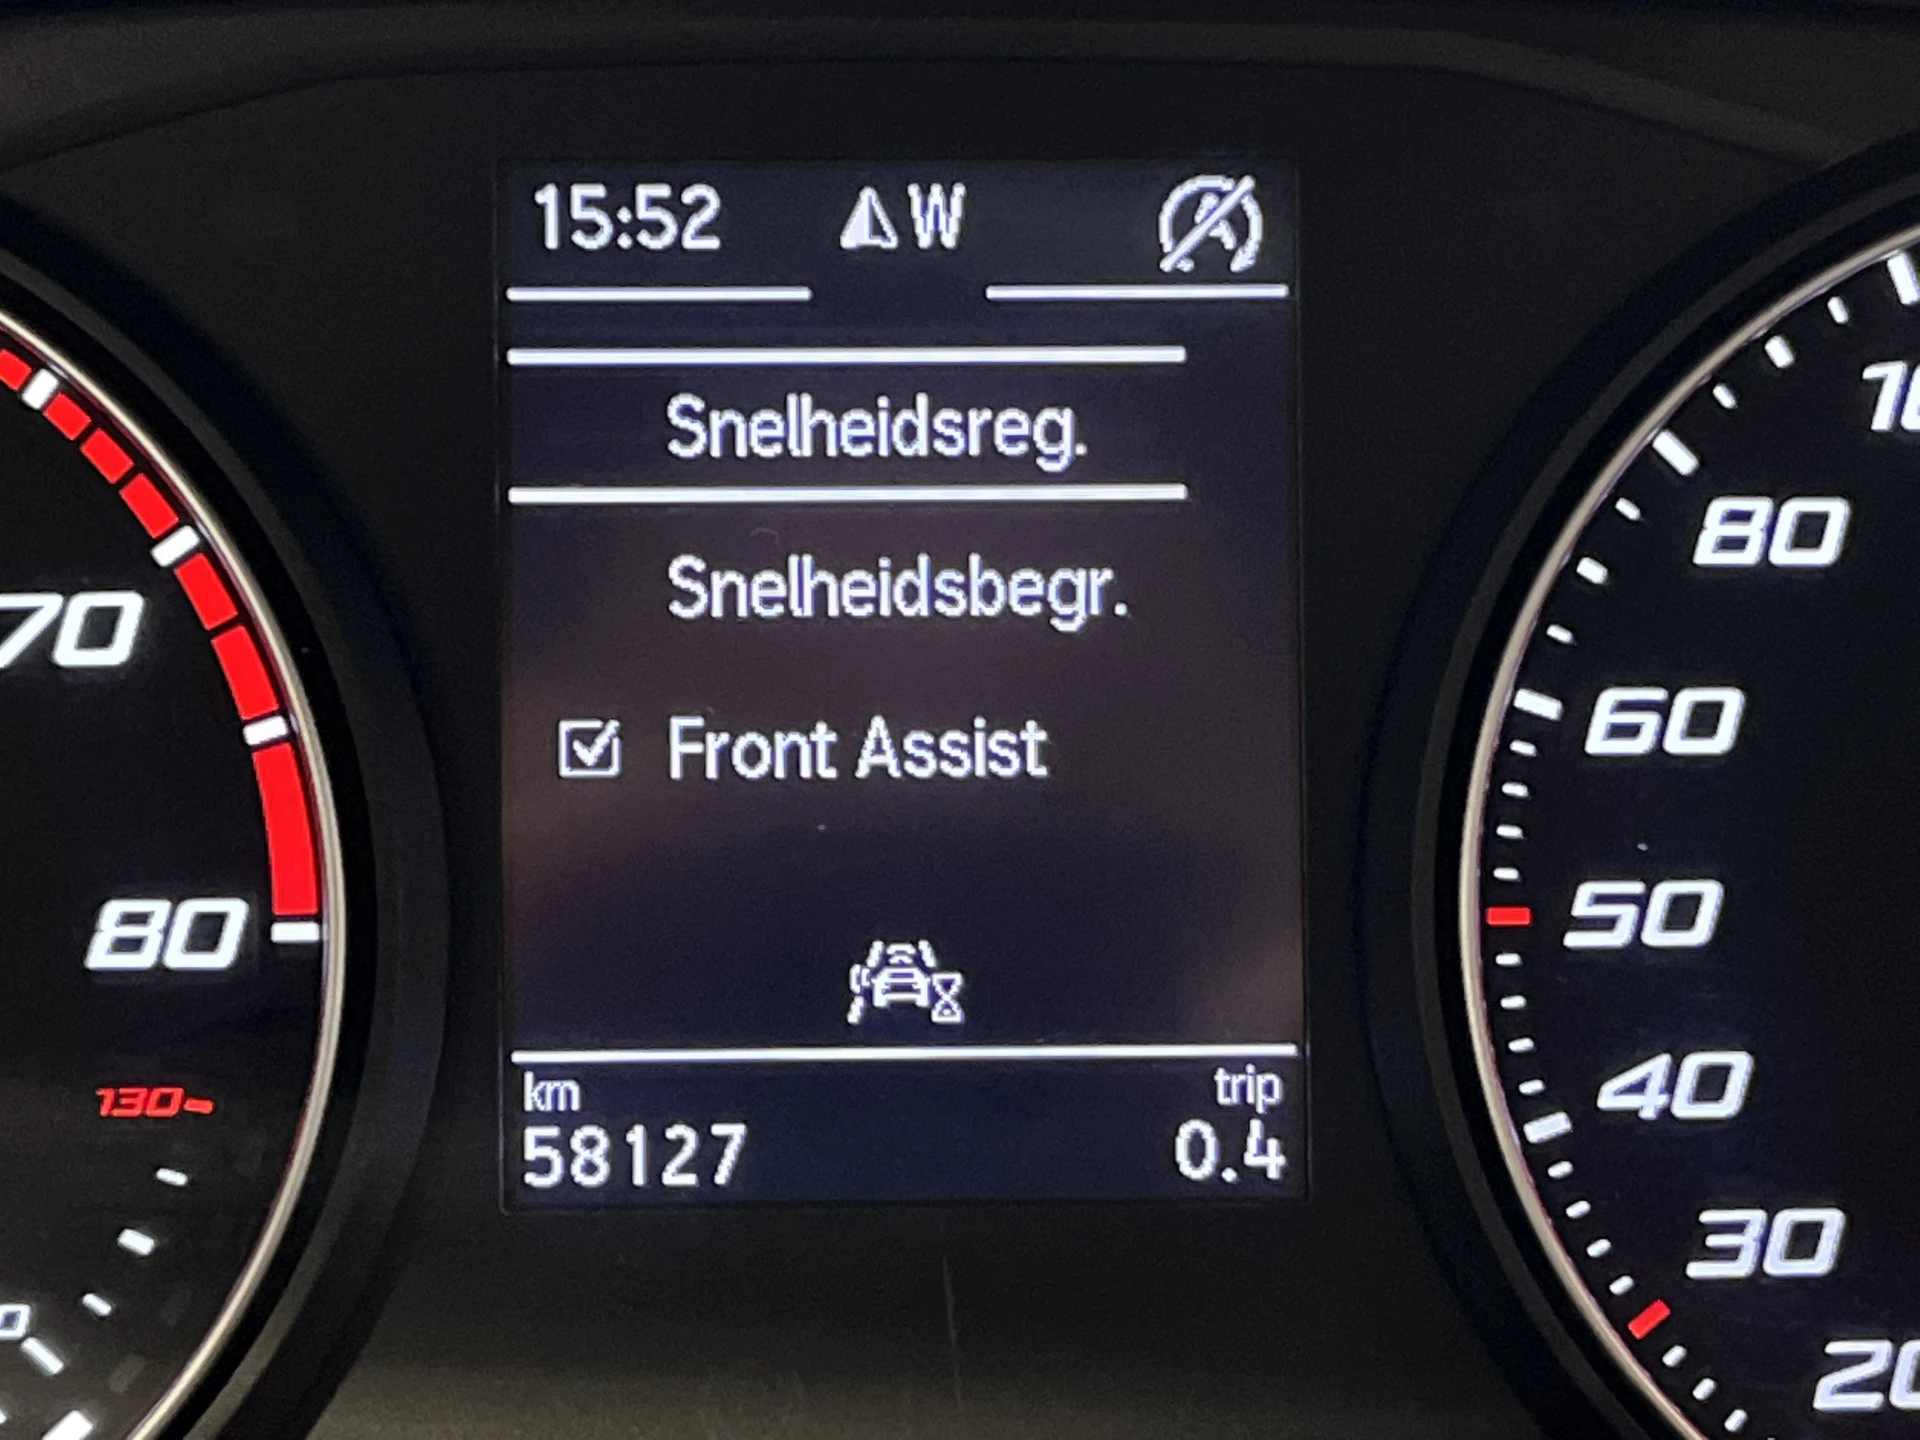 15:52 W
Snelheidsreg.
Snelheidsbegr.
Front Assist
km trip
58127 0.4
70
80
130
80
60
50
40
30
20